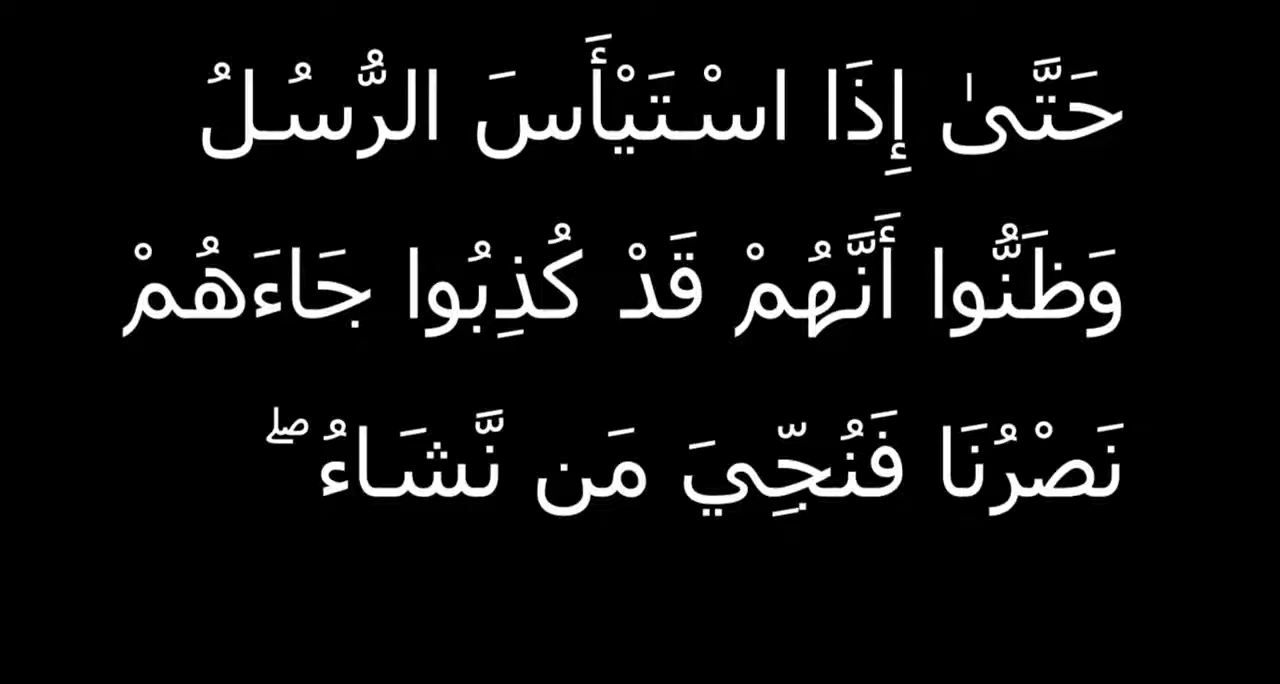 حَتَّىٰ إِذَا اسْتَيْأَسَ الرُّسُلُ
وَظَنُّوا أَنَّهُمْ قَدْ كُذِبُوا جَاءَهُمْ
نَصْرُنَا فَنُجِّيَ مَن نَّشَاءُ ۖ